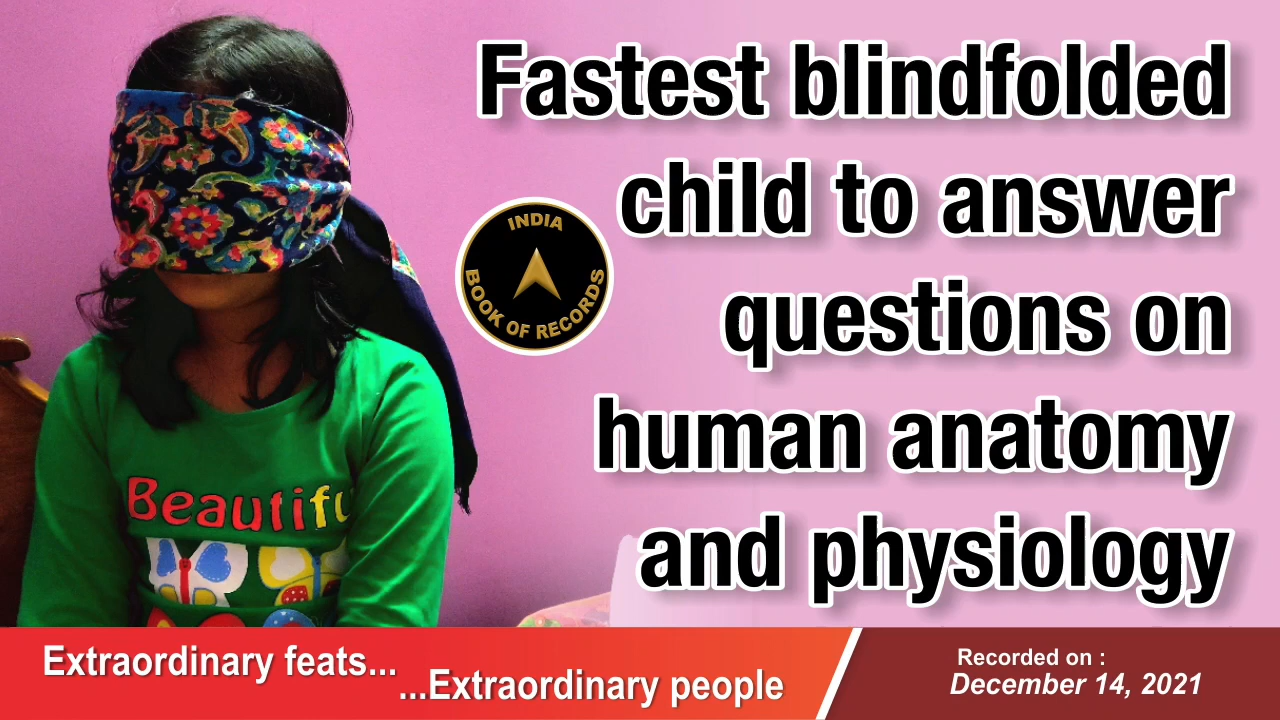 Fastest blindfolded
child to answer
questions on
human anatomy
and physiology
INDIA
BOOK OF RECORDS
Beautifu
Extraordinary feats...
...Extraordinary people
Recorded on :
December 14, 2021